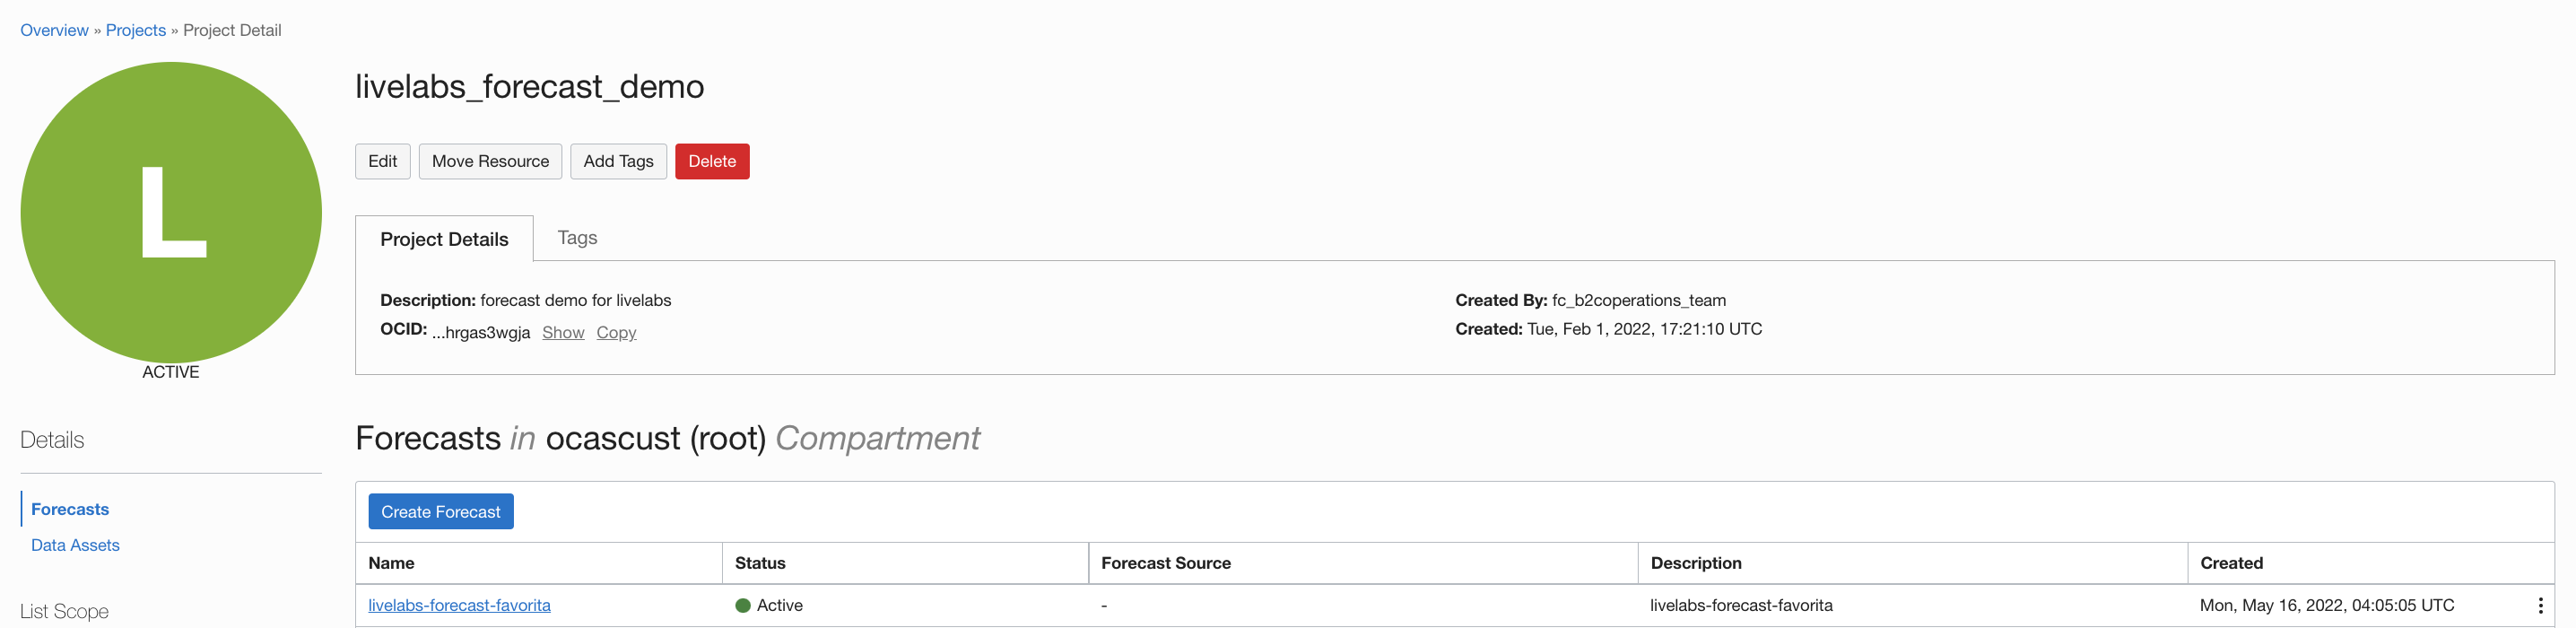 Overview » Projects » Project Detail
L
ACTIVE
livelabs_forecast_demo
Edit Move Resource Add Tags Delete
Project Details Tags
Description: forecast demo for livelabs
OCID: ...hrgas3wgja Show Copy
Created By: fc_b2coperations_team
Created: Tue, Feb 1, 2022, 17:21:10 UTC
Details
Forecasts
Data Assets
List Scope
Forecasts in ocascust (root) Compartment
Create Forecast
Name Status Forecast Source Description Created
livelabs-forecast-favorita Active - livelabs-forecast-favorita Mon, May 16, 2022, 04:05:05 UTC